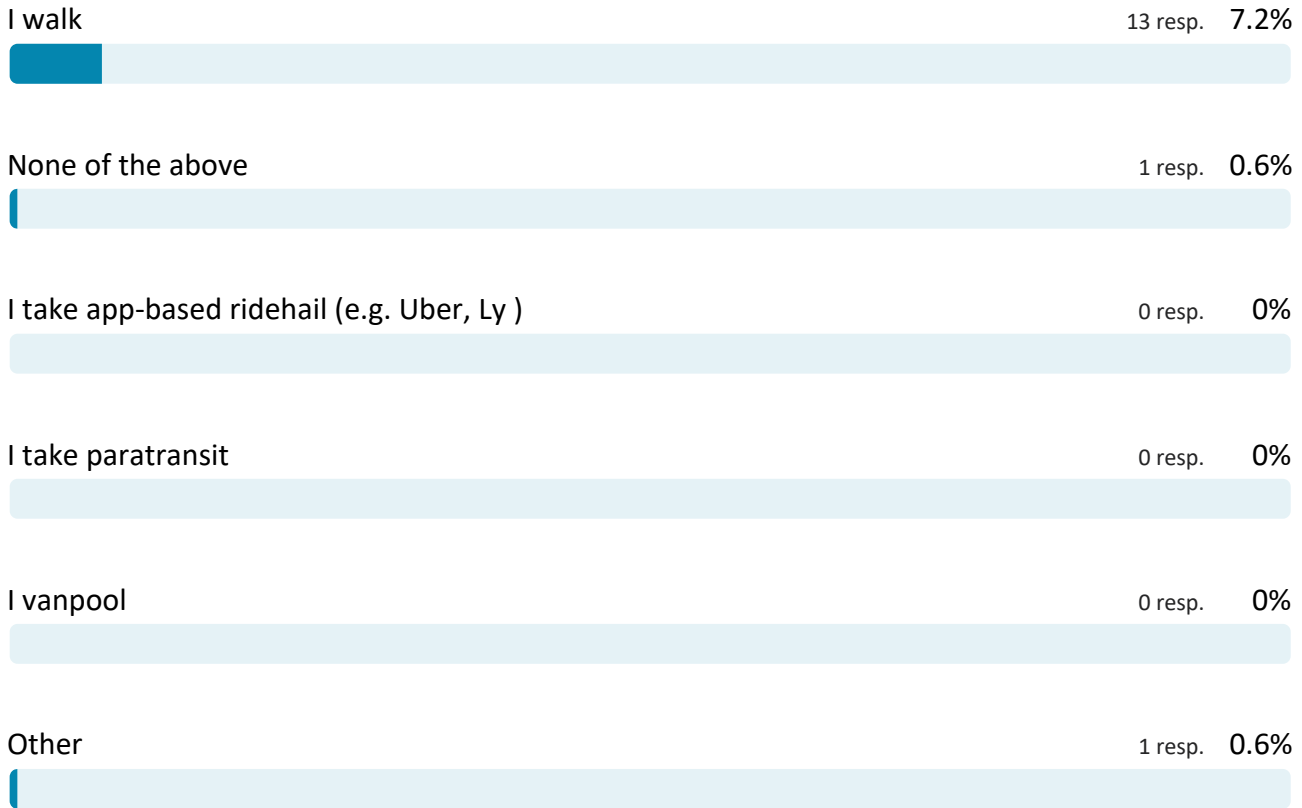 I walk 13 resp. 7.2%
None of the above 1 resp. 0.6%
I take app-based ridehail (e.g. Uber, Ly ) 0 resp. 0%
I take paratransit 0 resp. 0%
I vanpool 0 resp. 0%
Other 1 resp. 0.6%